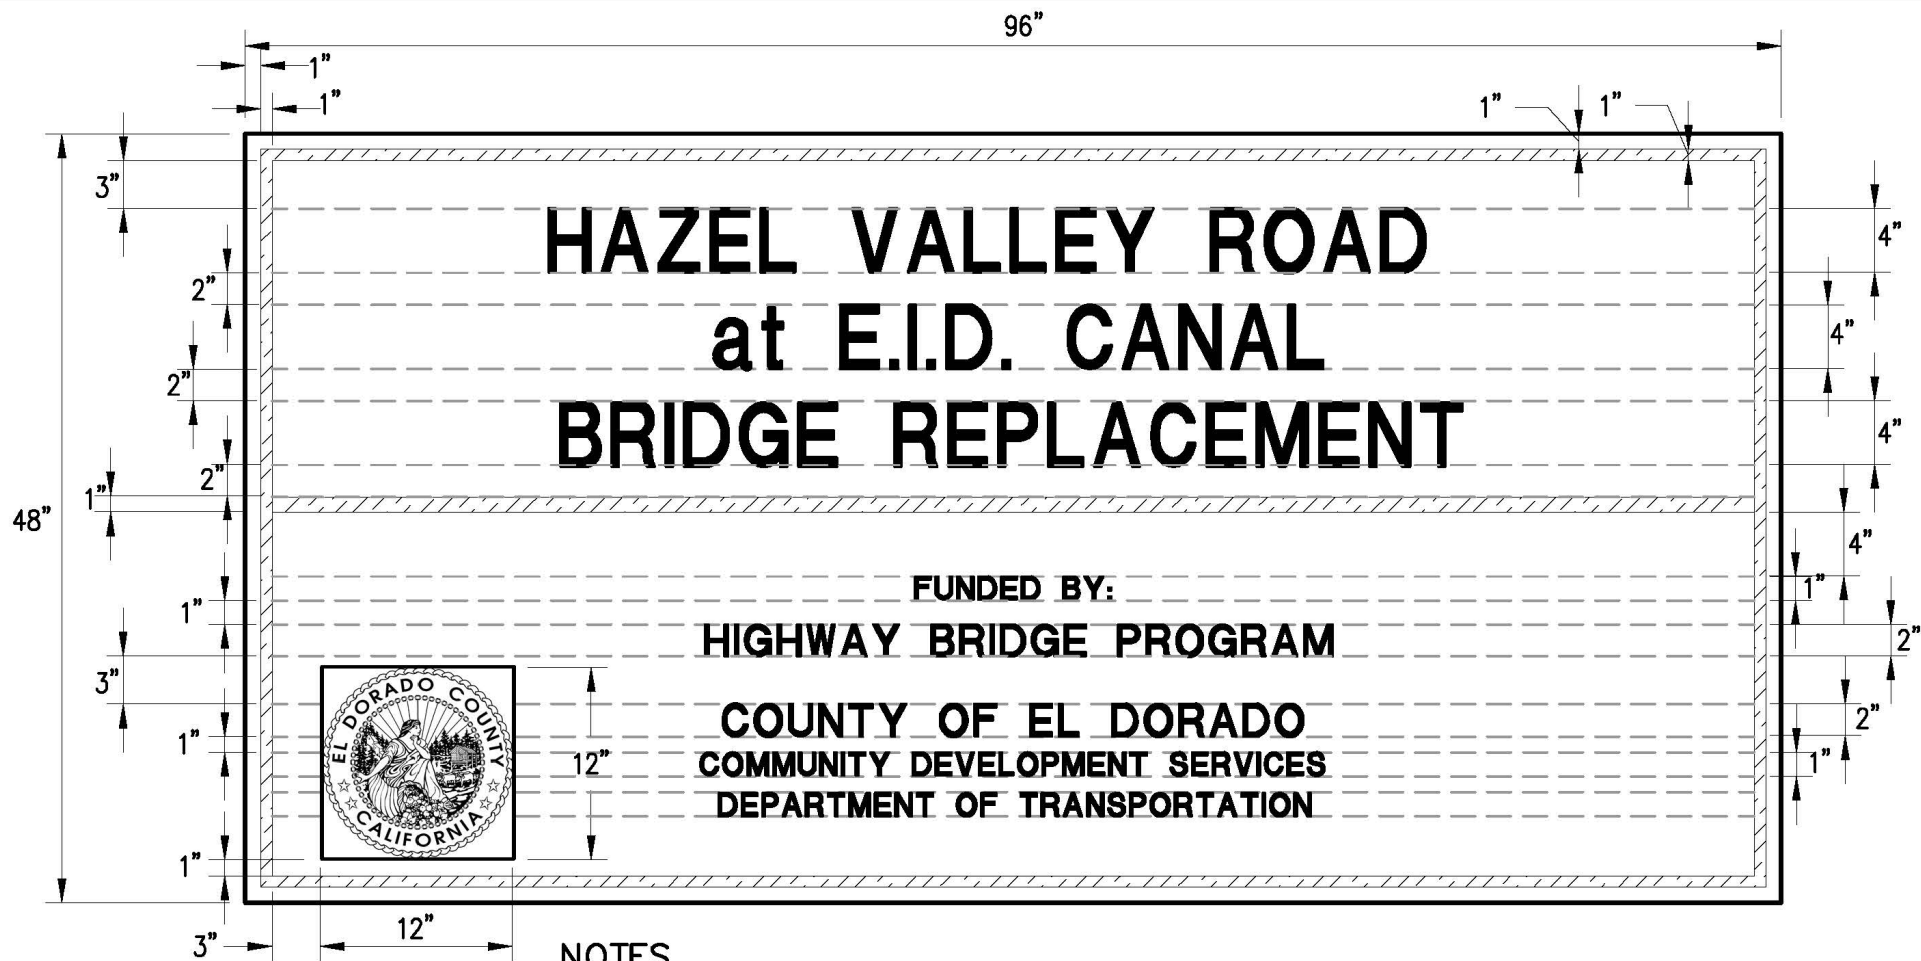 96”
1”
1”
1” 1”
3”
HAZEL VALLEY ROAD
4”
2”
at E.I.D. CANAL
4”
2”
BRIDGE REPLACEMENT
4”
2”
1”
48”
4”
FUNDED BY:
1”
1”
HIGHWAY BRIDGE PROGRAM
2”
3”
EL DORADO COUNTY
CALIFORNIA
12”
COUNTY OF EL DORADO
2”
1”
COMMUNITY DEVELOPMENT SERVICES
1”
DEPARTMENT OF TRANSPORTATION
1”
12”
3”
NOTES